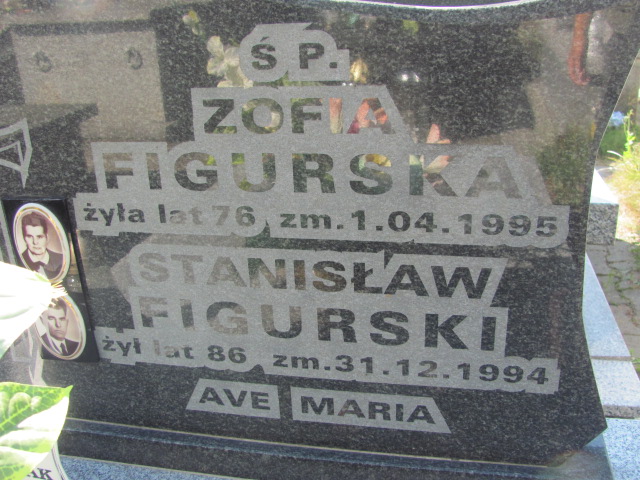 Ś P.
ZOFIA
FIGURSKA
żyła lat 76 zm. 1.04.1995
STANISŁAW
FIGURSKI
żył lat 86 zm. 31.12.1994
AVE MARIA